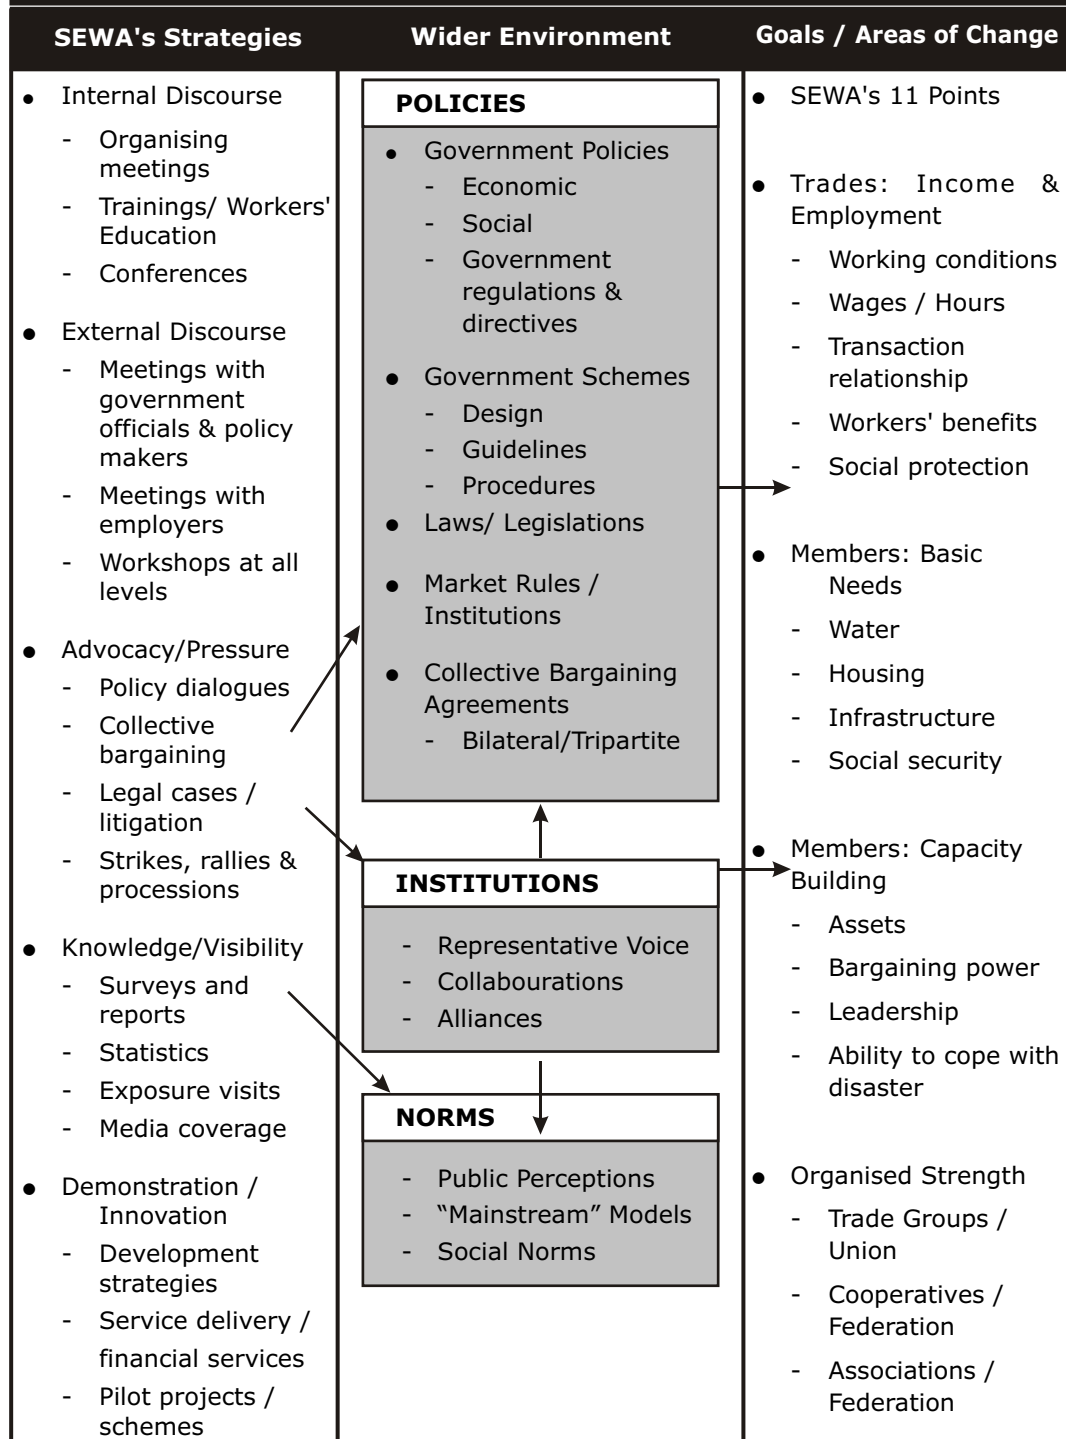 SEWA's Strategies
Wider Environment
Goals / Areas of Change
● Internal Discourse
- Organising
meetings
- Trainings/ Workers'
Education
- Conferences
● External Discourse
- Meetings with
government
officials & policy
makers
- Meetings with
employers
- Workshops at all
levels
● Advocacy/Pressure
- Policy dialogues
- Collective
bargaining
- Legal cases /
litigation
- Strikes, rallies &
processions
● Knowledge/Visibility
- Surveys and
reports
- Statistics
- Exposure visits
- Media coverage
● Demonstration /
Innovation
- Development
strategies
- Service delivery /
financial services
- Pilot projects /
schemes
POLICIES
● Government Policies
- Economic
- Social
- Government
regulations &
directives
● Government Schemes
- Design
- Guidelines
- Procedures
● Laws/ Legislations
● Market Rules /
Institutions
● Collective Bargaining
Agreements
- Bilateral/Tripartite
INSTITUTIONS
- Representative Voice
- Collabourations
- Alliances
NORMS
- Public Perceptions
- “Mainstream” Models
- Social Norms
● SEWA's 11 Points
● Trades: Income &
Employment
- Working conditions
- Wages / Hours
- Transaction
relationship
- Workers' benefits
- Social protection
● Members: Basic
Needs
- Water
- Housing
- Infrastructure
- Social security
● Members: Capacity
Building
- Assets
- Bargaining power
- Leadership
- Ability to cope with
disaster
● Organised Strength
- Trade Groups /
Union
- Cooperatives /
Federation
- Associations /
Federation